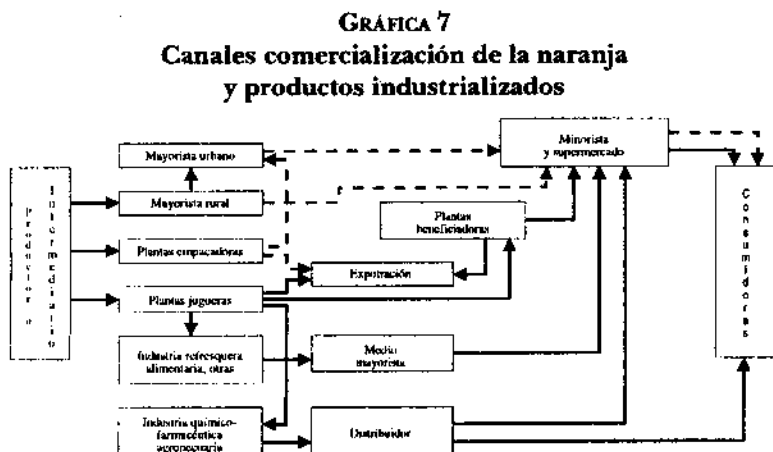 GRÁFICA 7
Canales comercialización de la naranja
y productos industrializados
Minorista
y supermercado
Mayorista urbano
Mayorista rural
Plantas
beneficiadoras
Plantas empacadoras
Expotración
Plantas jugueras
Industria refresquera
alimentaria, otras
Medio
mayorista
Industria químico-
farmacéutica
agropecuaria
Distribuidor
Productor o
Intermediario
Consumidores